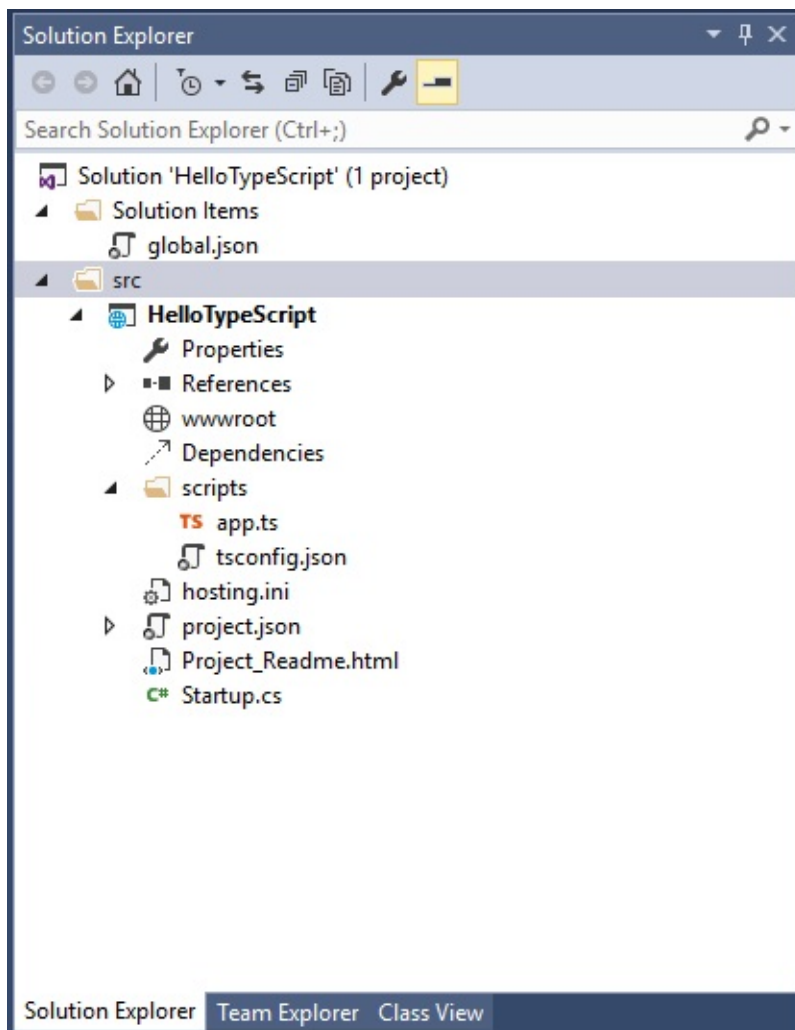 Solution Explorer
Search Solution Explorer (Ctrl+;)
Solution 'HelloTypeScript' (1 project)
Solution Items
global.json
src
HelloTypeScript
Properties
References
wwwroot
Dependencies
scripts
TS app.ts
tsconfig.json
hosting.ini
project.json
Project_Readme.html
C# Startup.cs
Solution Explorer Team Explorer Class View